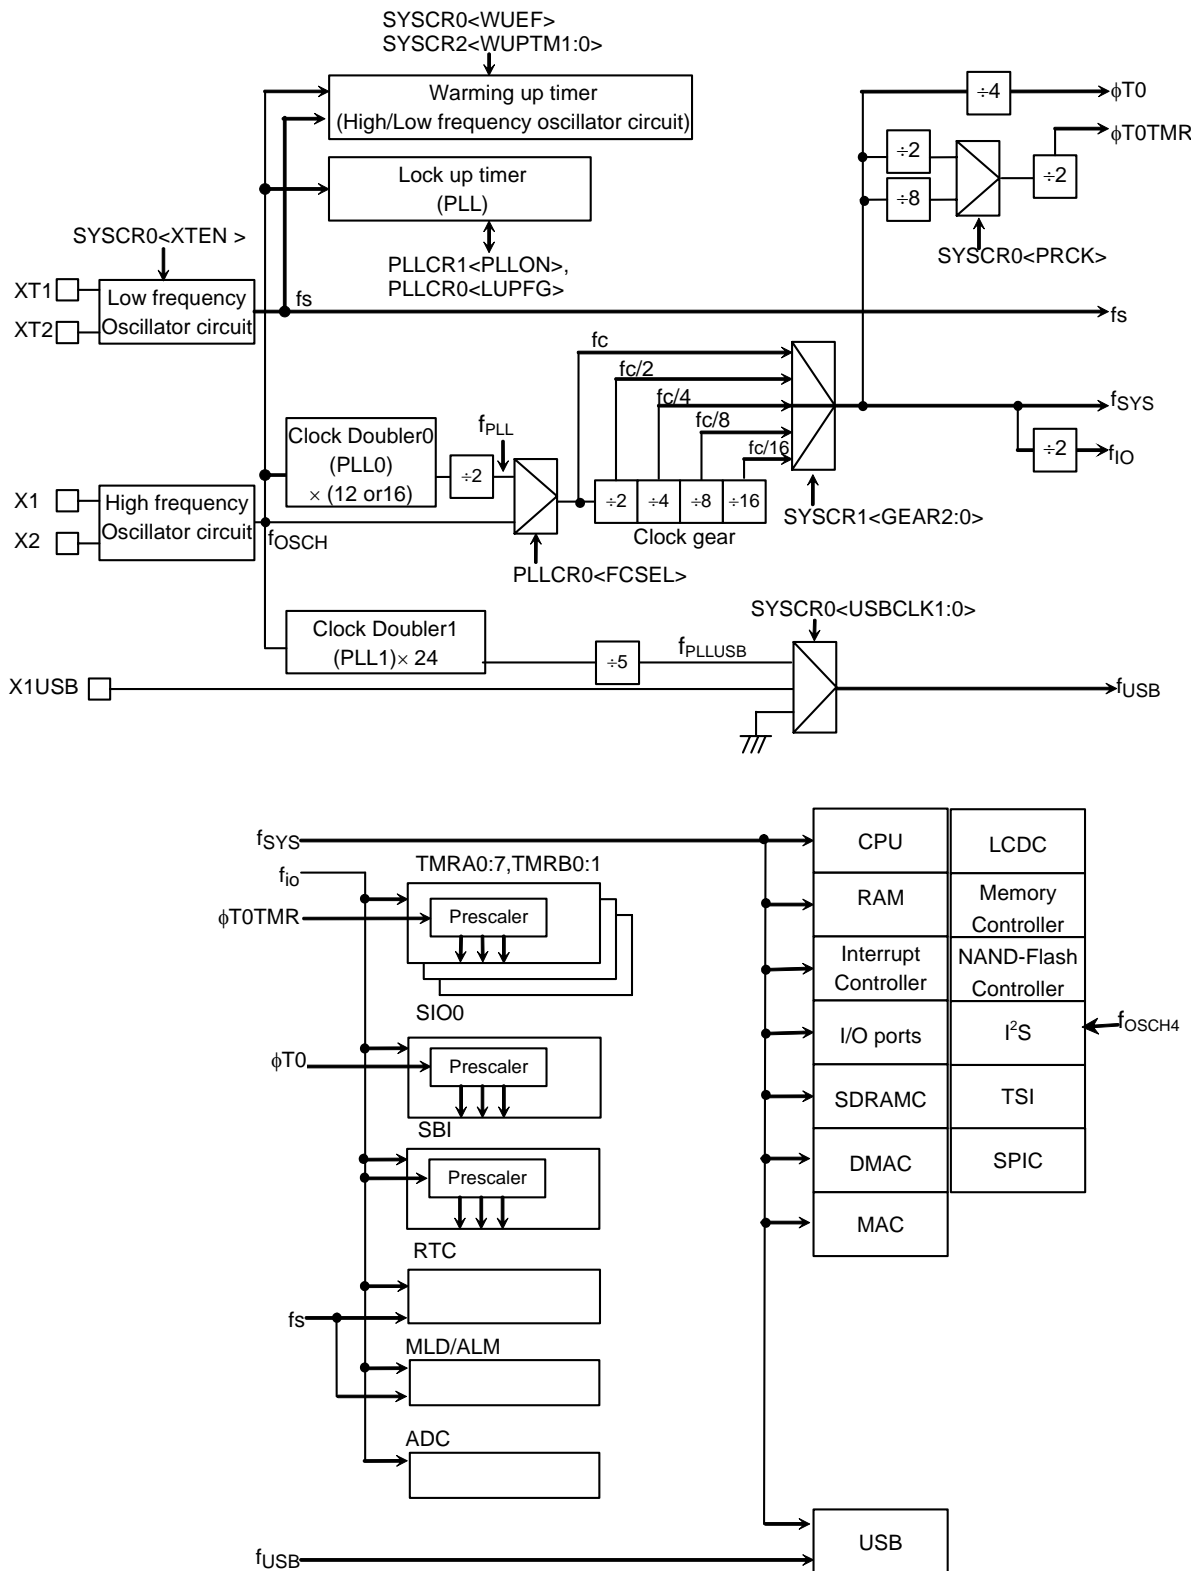 SYSCR0<WUEF>
SYSCR2<WUPTM1:0>
Warming up timer
(High/Low frequency oscillator circuit)
÷4
ϕT0
ϕT0TMR
÷2
÷8
÷2
SYSCR0<PRCK>
Lock up timer
(PLL)
PLLCR1<PLLON>,
PLLCR0<LUPFG>
SYSCR0<XTEN >
XT1
XT2
Low frequency
Oscillator circuit
fs
fs
fc
fc/2
fc/4
fc/8
fc/16
fSYS
÷2
fIO
Clock Doubler0
(PLL0)
× (12 or16)
÷2
fPLL
÷2
÷4
÷8
÷16
Clock gear
SYSCR1<GEAR2:0>
X1
X2
High frequency
Oscillator circuit
fOSCH
PLLCR0<FCSEL>
SYSCR0<USBCLK1:0>
Clock Doubler1
(PLL1)× 24
÷5
fPLLUSB
X1USB
fUSB
fSYS
fio
TMRA0:7,TMRB0:1
ϕT0TMR
Prescaler
SIO0
ϕT0
Prescaler
SBI
Prescaler
RTC
fs
MLD/ALM
ADC
CPU
LCDC
RAM
Memory
Controller
Interrupt
Controller
NAND-Flash
Controller
I/O ports
I²S
fOSCH4
SDRAMC
TSI
DMAC
SPIC
MAC
USB
fUSB